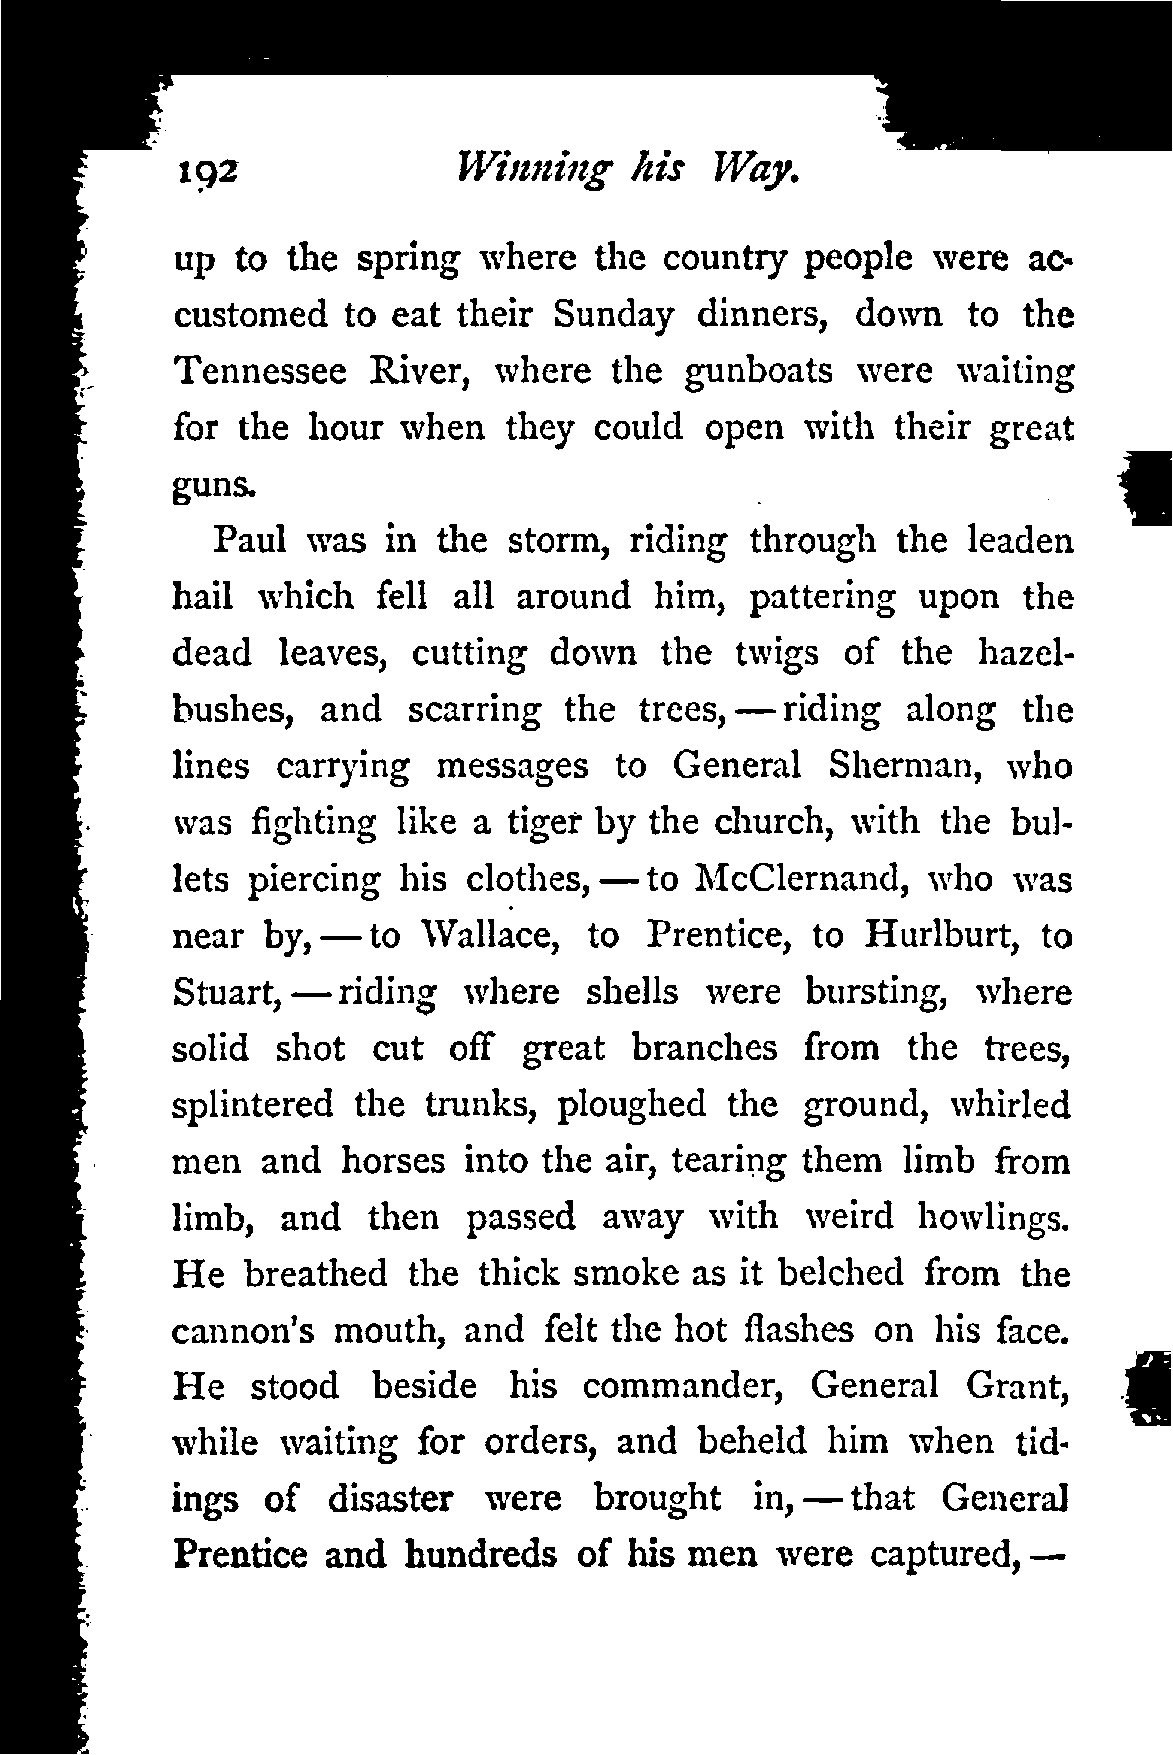 192 Winning his Way.
up to the spring where the country people were ac-
customed to eat their Sunday dinners, down to the
Tennessee River, where the gunboats were waiting
for the hour when they could open with their great
guns.
Paul was in the storm, riding through the leaden
hail which fell all around him, pattering upon the
dead leaves, cutting down the twigs of the hazel-
bushes, and scarring the trees, — riding along the
lines carrying messages to General Sherman, who
was fighting like a tiger by the church, with the bul-
lets piercing his clothes, — to McClernand, who was
near by, — to Wallace, to Prentice, to Hurlburt, to
Stuart, — riding where shells were bursting, where
solid shot cut off great branches from the trees,
splintered the trunks, ploughed the ground, whirled
men and horses into the air, tearing them limb from
limb, and then passed away with weird howlings.
He breathed the thick smoke as it belched from the
cannon's mouth, and felt the hot flashes on his face.
He stood beside his commander, General Grant,
while waiting for orders, and beheld him when tid-
ings of disaster were brought in, — that General
Prentice and hundreds of his men were captured, —